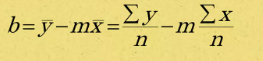 b = y̅ − mx̅ = ∑y/n − m ∑x/n